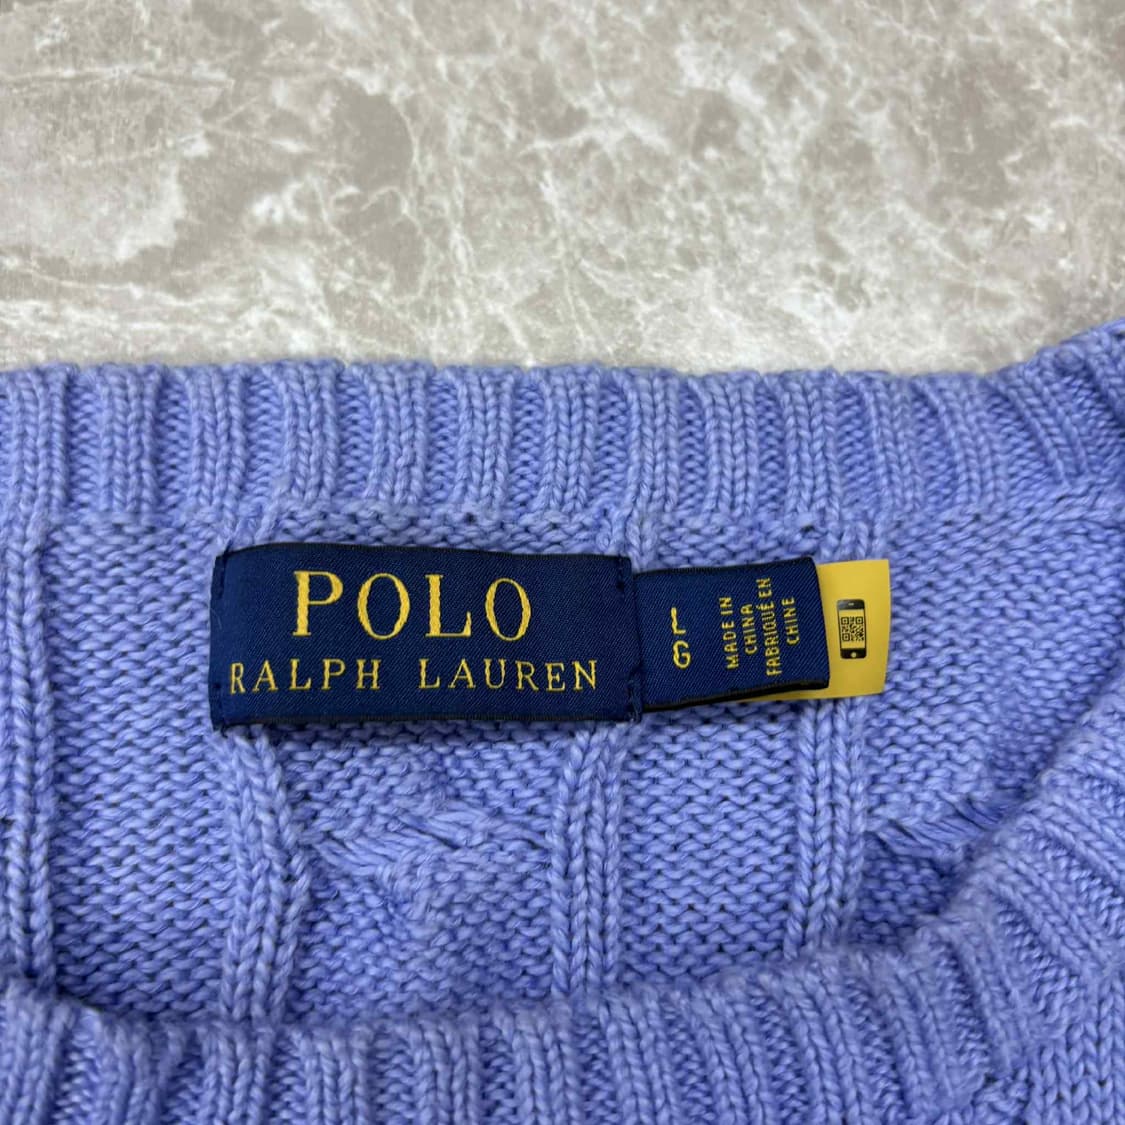 POLO
RALPH LAUREN
L
G
MADE IN
CHINA
FABRIQUÉ EN
CHINE